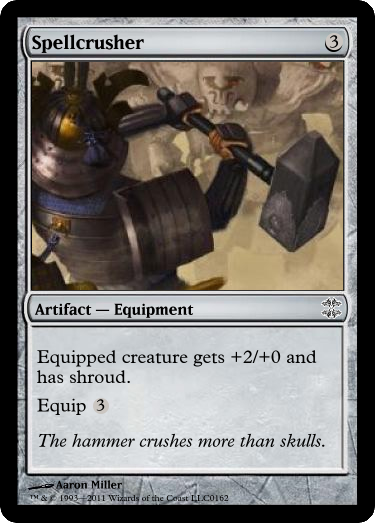 Spellcrusher 3
Artifact — Equipment
Equipped creature gets +2/+0 and
has shroud.
Equip 3
The hammer crushes more than skulls.
Aaron Miller
™ & © 1993–2011 Wizards of the Coast LLC 0162